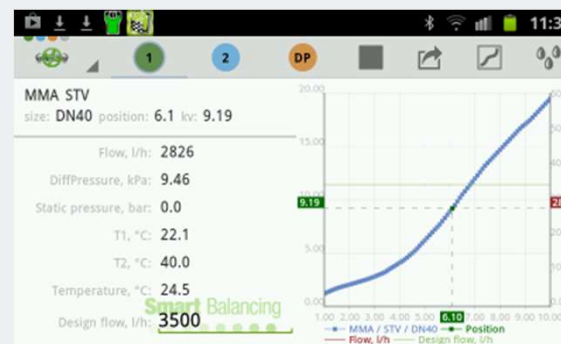 11:3
1 2 DP
MMA STV
size: DN40 position: 6.1 kv: 9.19
Flow, l/h: 2826
DiffPressure, kPa: 9.46
Static pressure, bar: 0.0
T1, °C: 22.1
T2, °C: 40.0
Temperature, °C: 24.5
Smart Balancing
Design flow, l/h: 3500
20.00
15.00
10.00
9.19
5.00
0.00
1.00 2.00 3.00 4.00 5.00 6.10 7.00 8.00 9.00 10.00
MMA / STV / DN40 Position
Flow, l/h Design flow, l/h